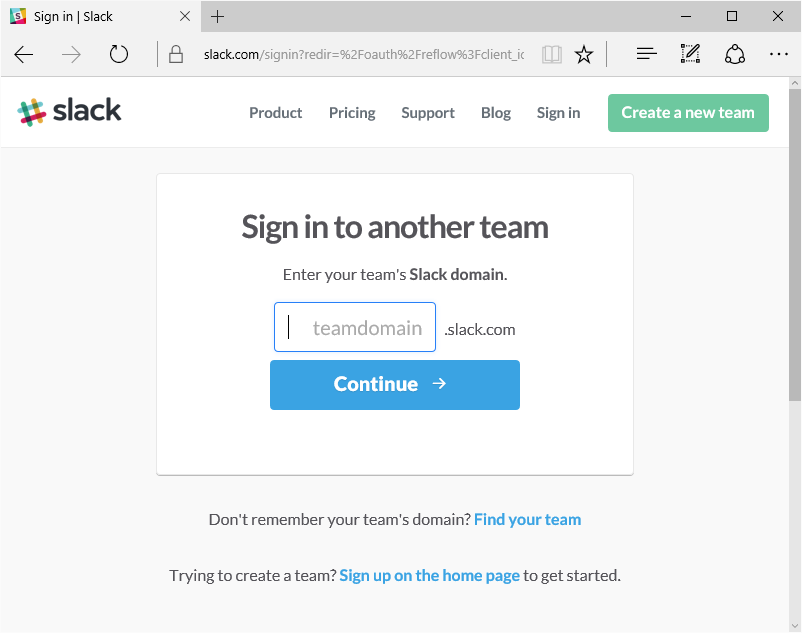 Sign in | Slack
slack.com/signin?redir=%2Foauth%2Freflow%3Fclient_ic
slack
Product Pricing Support Blog Sign in Create a new team
Sign in to another team
Enter your team's Slack domain.
teamdomain .slack.com
Continue →
Don't remember your team's domain? Find your team
Trying to create a team? Sign up on the home page to get started.